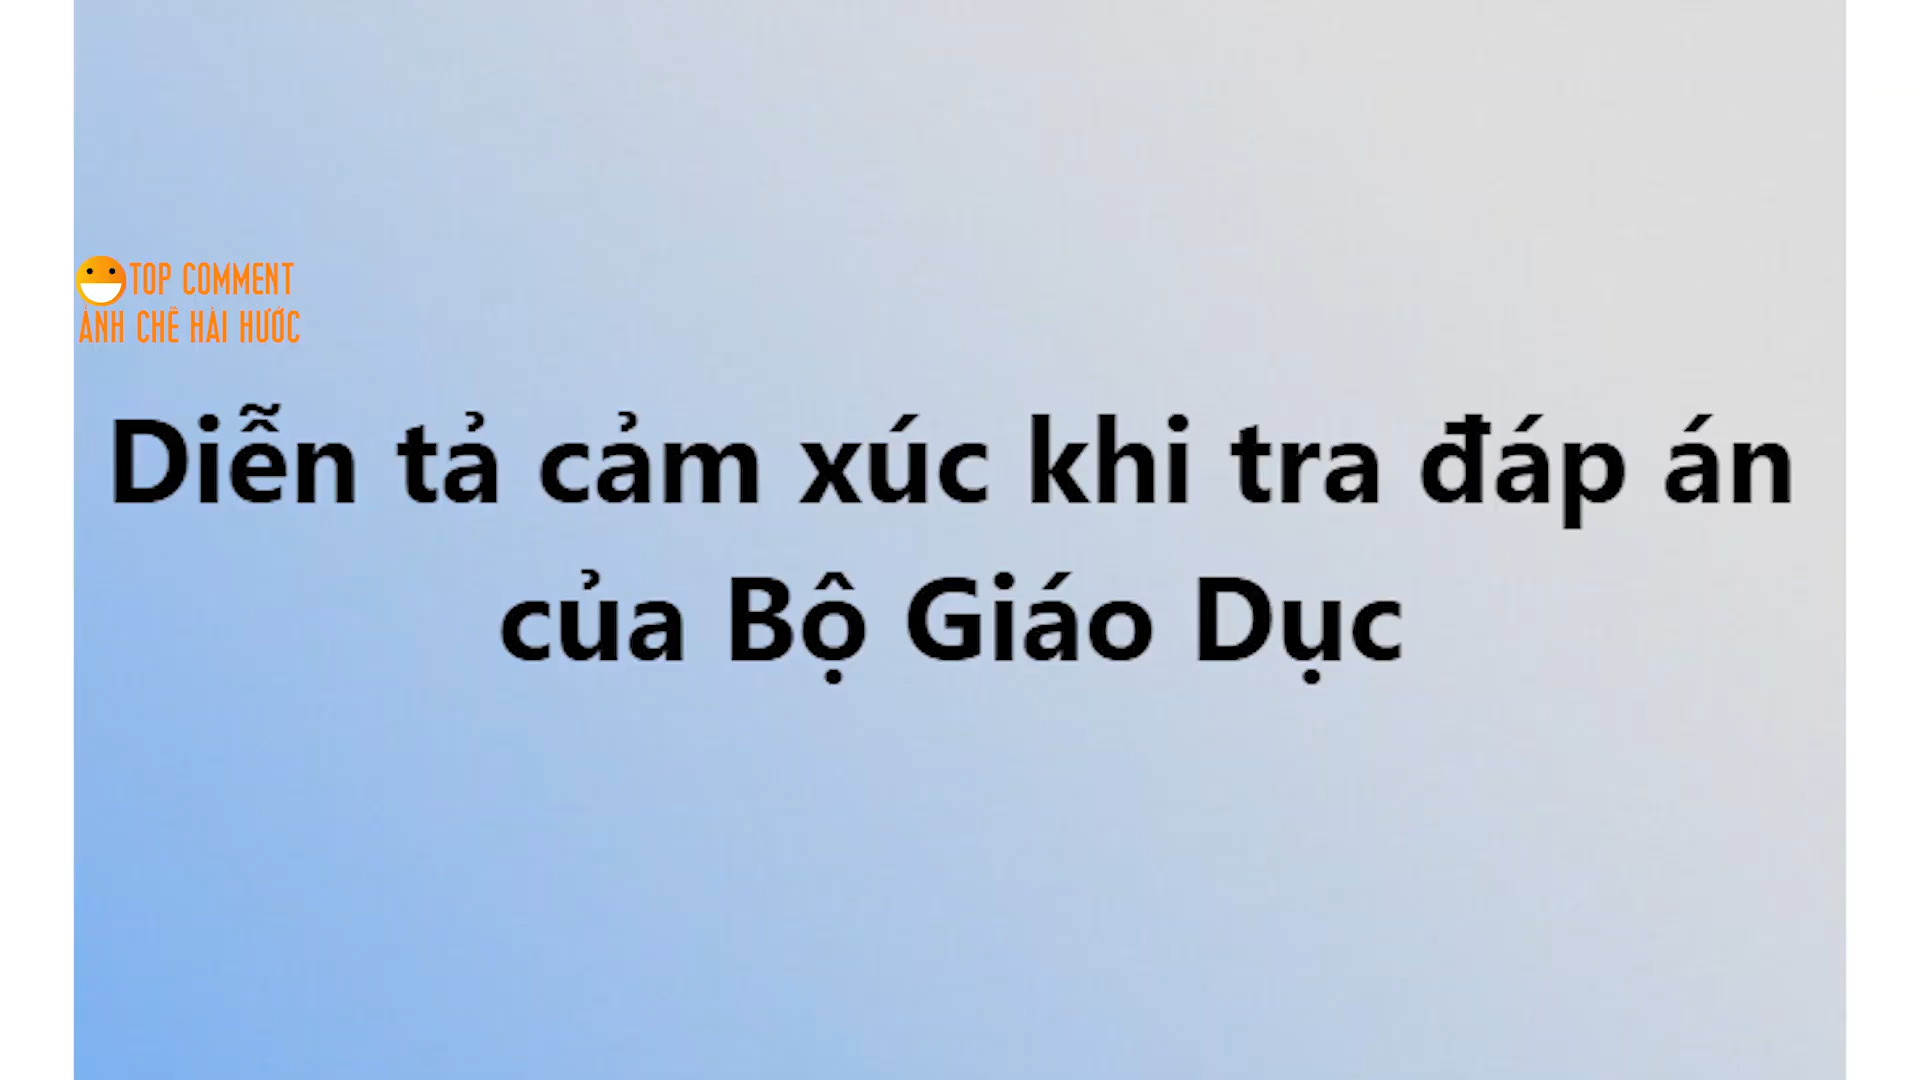 TOP COMMENT
ẢNH CHẾ HÀI HƯỚC
Diễn tả cảm xúc khi tra đáp án
của Bộ Giáo Dục